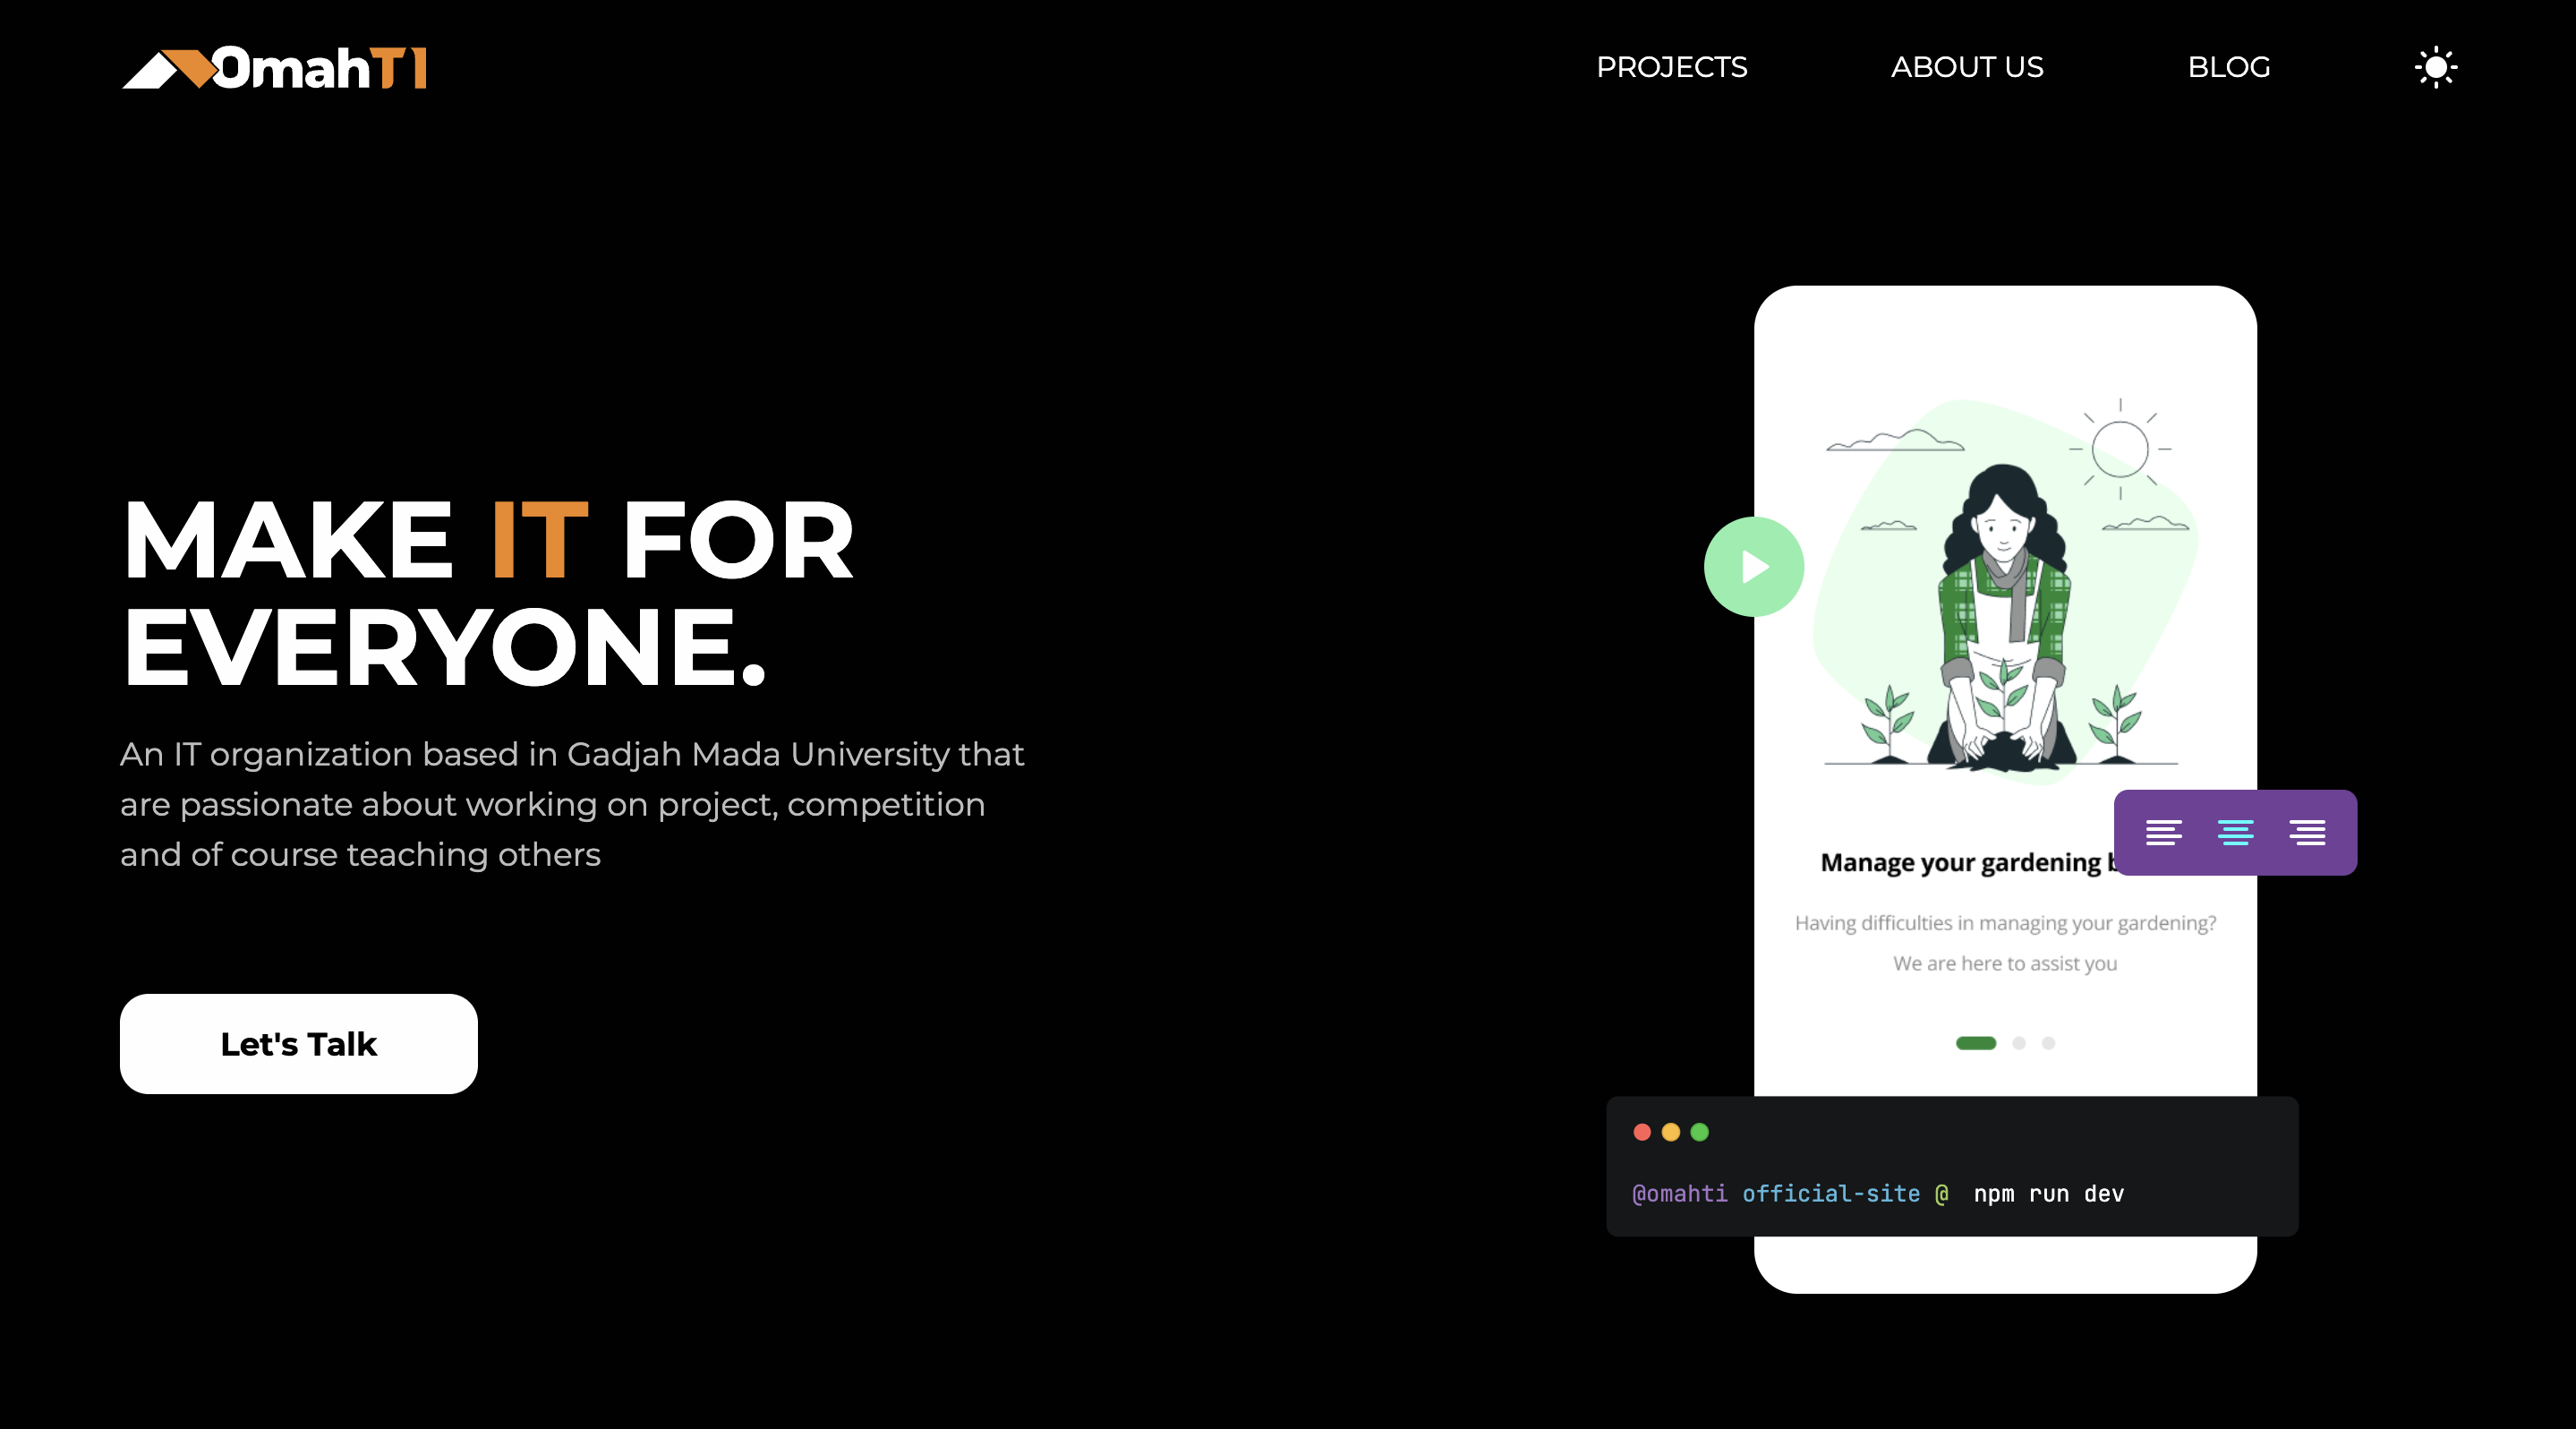 OmahTI
PROJECTS
ABOUT US
BLOG
MAKE IT FOR
EVERYONE.
An IT organization based in Gadjah Mada University that
are passionate about working on project, competition
and of course teaching others
Let's Talk
Manage your gardening
Having difficulties in managing your gardening?
We are here to assist you
@omahti official-site @ npm run dev